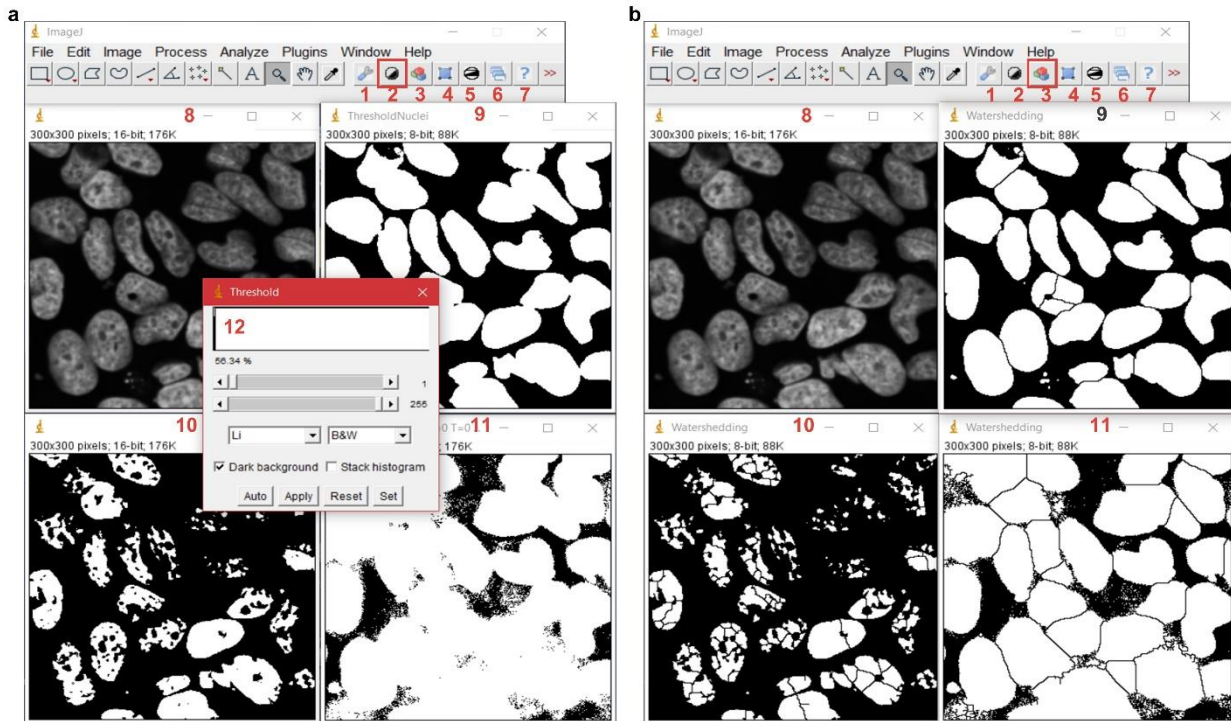 a
ImageJ
File Edit Image Process Analyze Plugins Window Help
A ? >>
1 2 3 4 5 6 7
8
300x300 pixels; 16-bit; 176K
ThresholdNuclei 9
300x300 pixels; 8-bit; 88K
Threshold
12
56.34 %
1
255
Li B&W
Dark background Stack histogram
Auto Apply Reset Set
10
300x300 pixels; 16-bit; 176K
=0 T=0 11
176K
b
ImageJ
File Edit Image Process Analyze Plugins Window Help
A ? >>
1 2 3 4 5 6 7
8
300x300 pixels; 16-bit; 176K
Watershedding 9
300x300 pixels; 8-bit; 88K
Watershedding 10
300x300 pixels; 8-bit; 88K
Watershedding 11
300x300 pixels; 8-bit; 88K